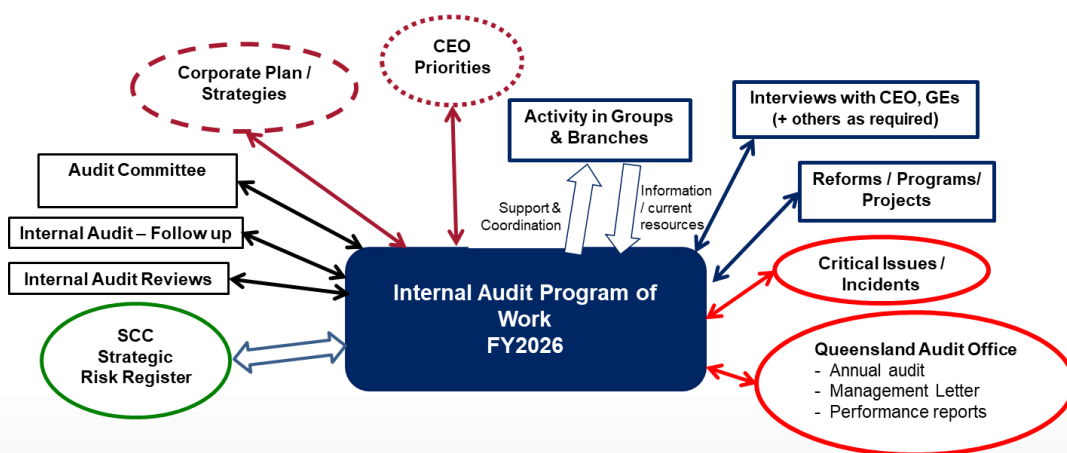 CEO
Priorities
Corporate Plan /
Strategies
Activity in Groups
& Branches
Interviews with CEO, GEs
(+ others as required)
Audit Committee
Reforms / Programs/
Projects
Support &
Coordination
Information
/ current
resources
Internal Audit – Follow up
Internal Audit Reviews
Critical Issues /
Incidents
Internal Audit Program of
Work
FY2026
SCC
Strategic
Risk Register
Queensland Audit Office
- Annual audit
- Management Letter
- Performance reports